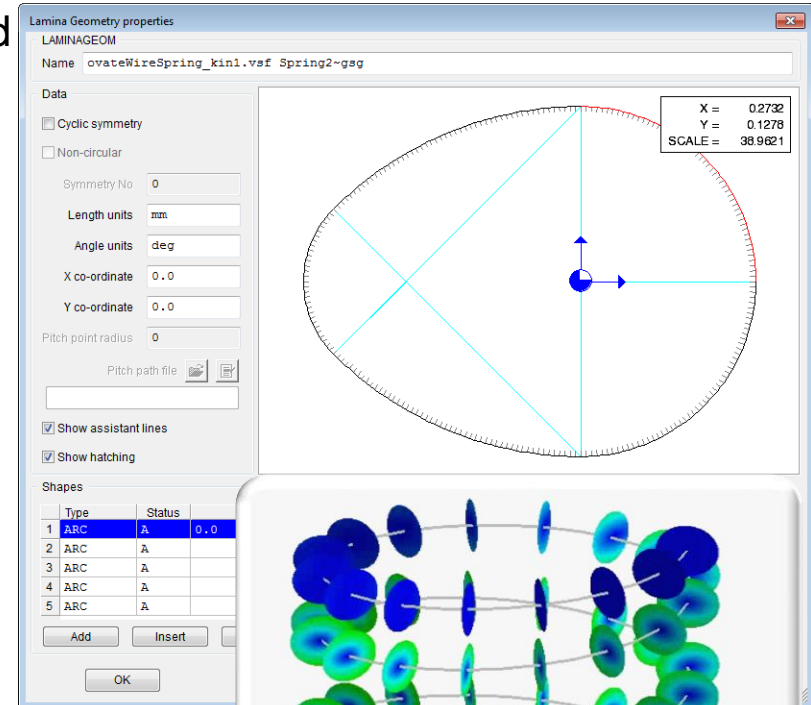 d
Lamina Geometry properties
LAMINAGEOM
Name ovateWireSpring_kin1.vsf Spring2~gsg
Data
Cyclic symmetry
Non-circular
Symmetry No 0
Length units mm
Angle units deg
X co-ordinate 0.0
Y co-ordinate 0.0
Pitch point radius 0
Pitch path file
Show assistant lines
Show hatching
X = 0.2732
Y = 0.1278
SCALE = 38.9621
Shapes
Type Status
1 ARC A 0.0
2 ARC A
3 ARC A
4 ARC A
5 ARC A
Add Insert
OK